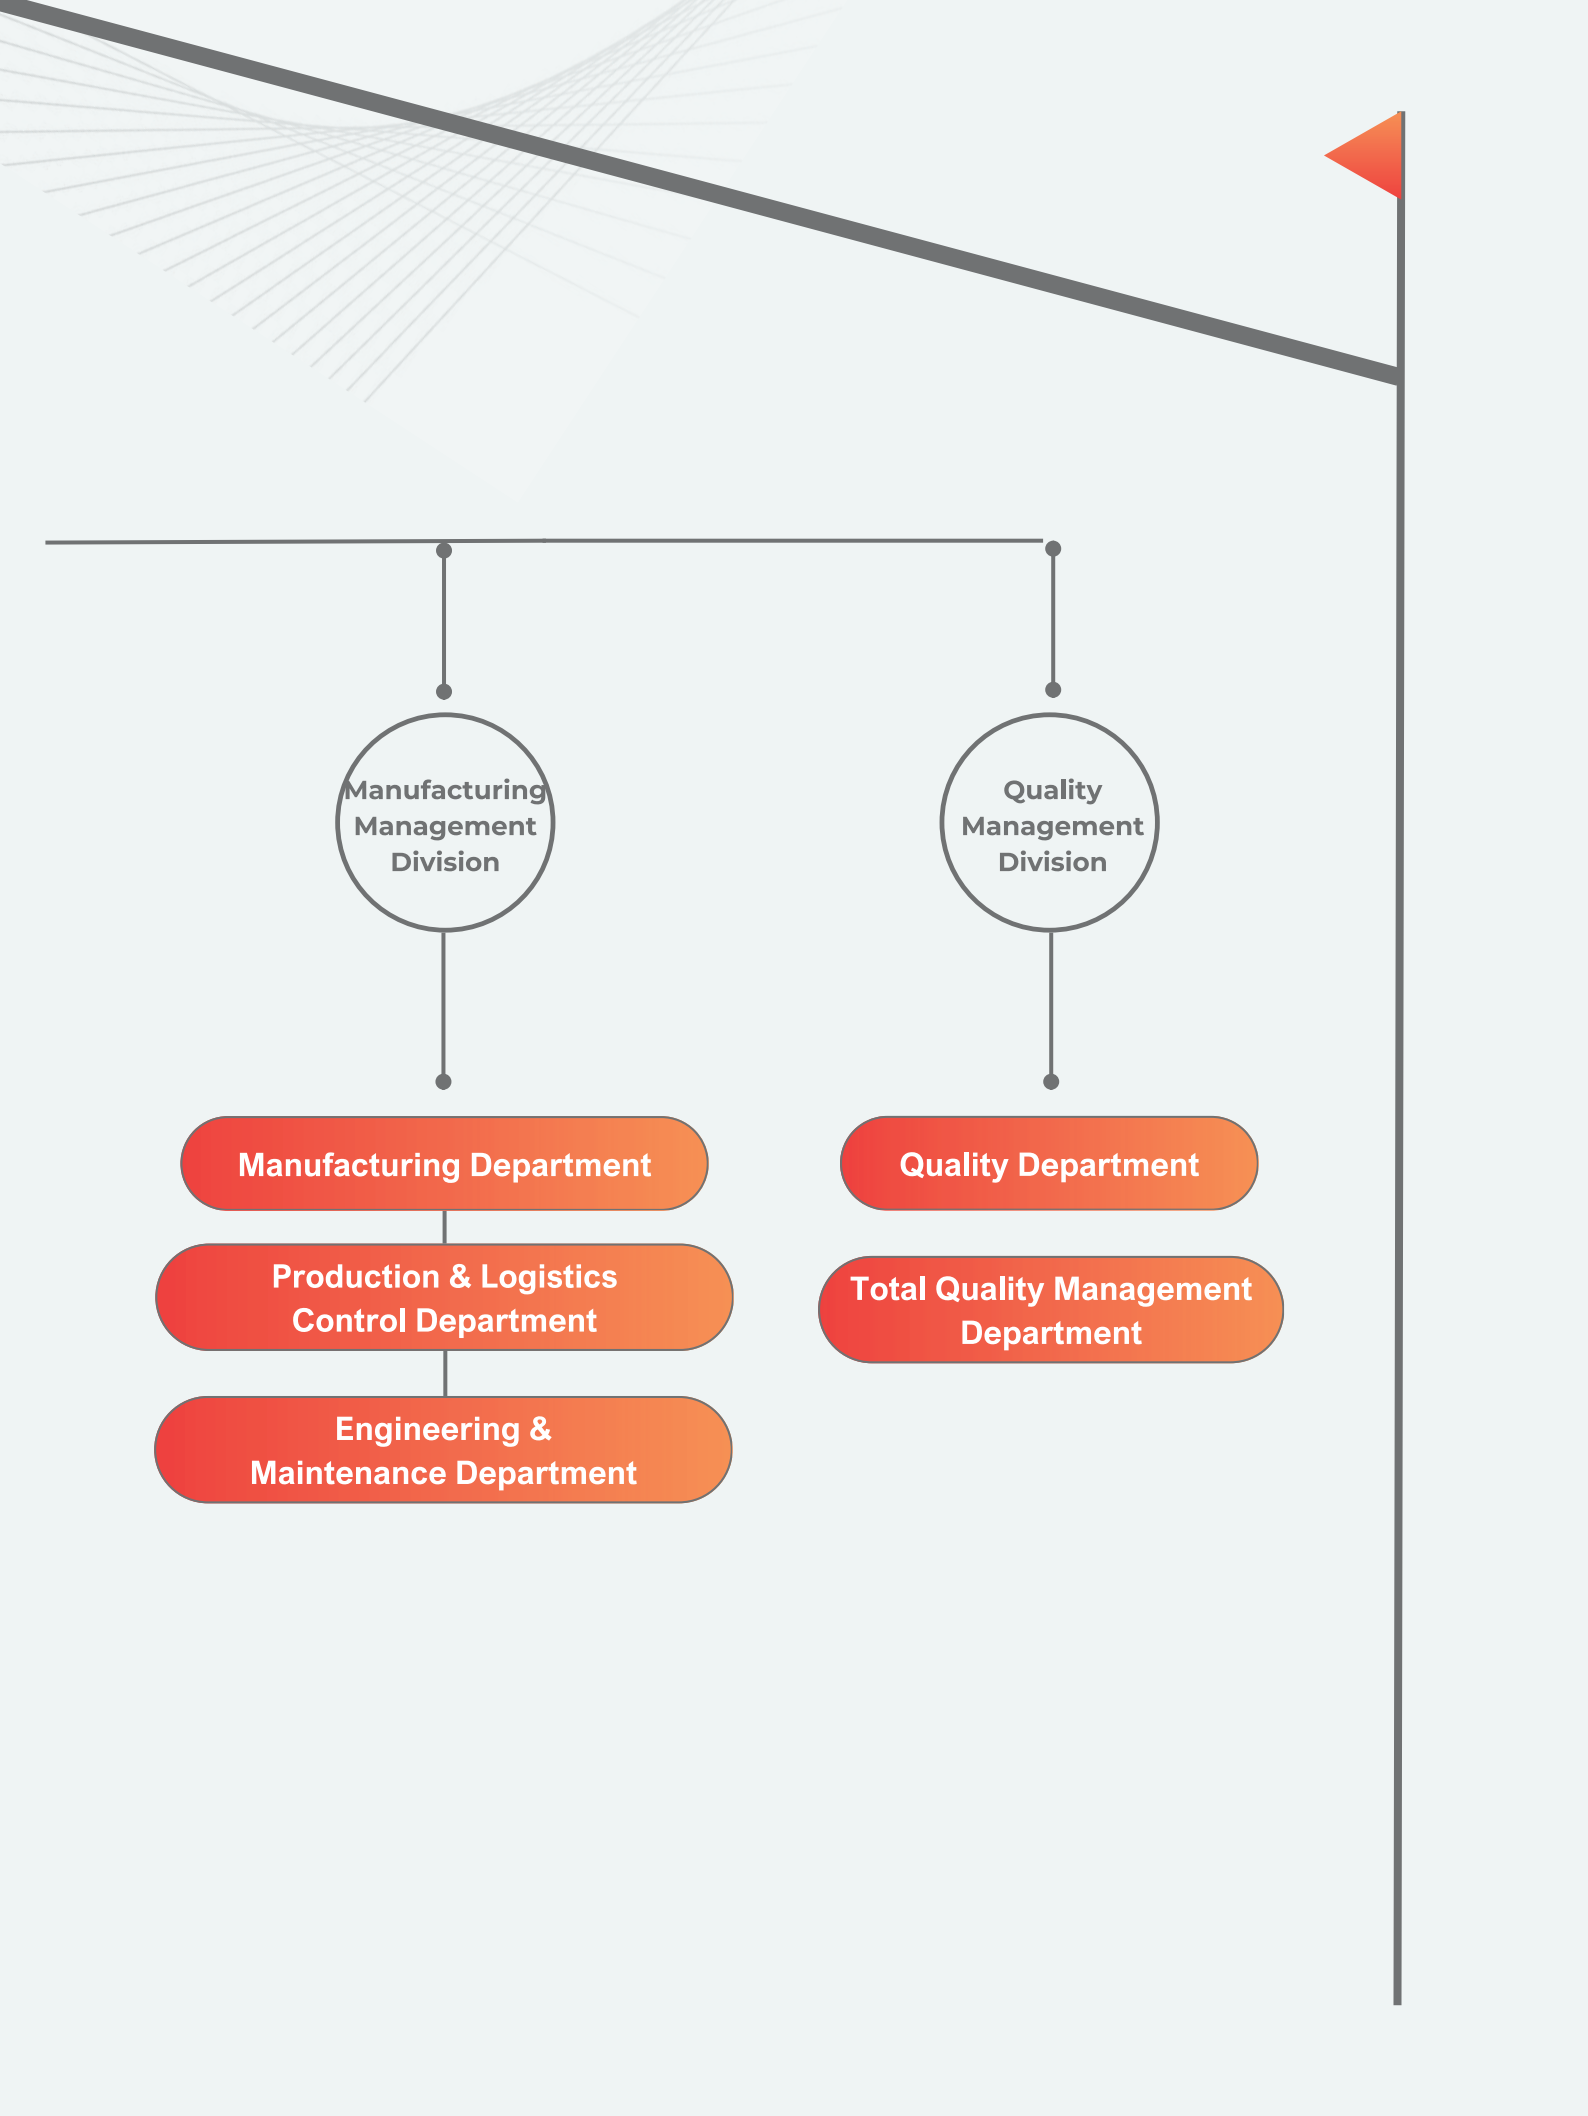 Manufacturing
Management
Division
Quality
Management
Division
Manufacturing Department
Production & Logistics
Control Department
Engineering &
Maintenance Department
Quality Department
Total Quality Management
Department